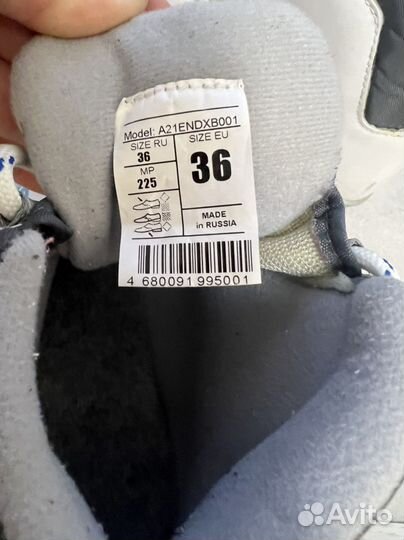 Model: A21ENDXB001
SIZE RU
36
MP
225
SIZE EU
36
MADE
in RUSSIA
4 680091 995001
Avito